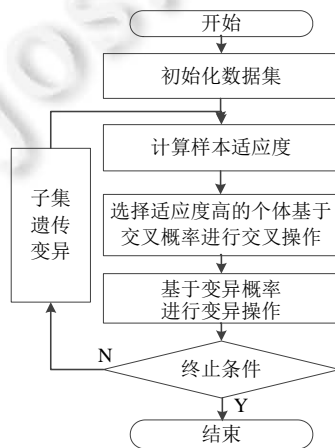 开始
初始化数据集
计算样本适应度
子集
遗传
变异
选择适应度高的个体基于
交叉概率进行交叉操作
基于变异概率
进行变异操作
N
终止条件
Y
结束